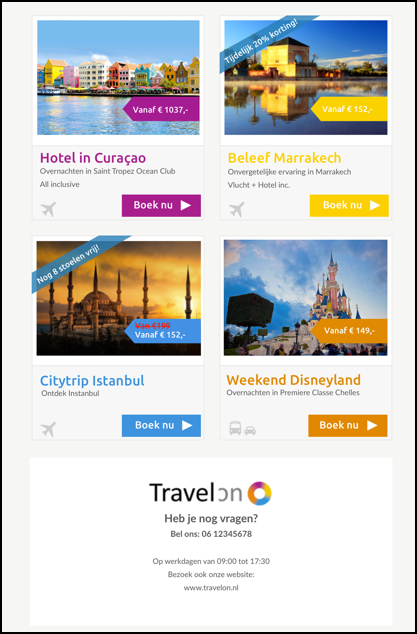 Vanaf € 1037,-
Hotel in Curaçao
Overnachten in Saint Tropez Ocean Club
All inclusive
Boek nu
Tijdelijk 20% korting!
Vanaf € 152,-
Beleef Marrakech
Onvergetelijke ervaring in Marrakech
Vlucht + Hotel inc.
Boek nu
Nog 8 stoelen vrij!
Van €199
Vanaf € 152,-
Citytrip Istanbul
Ontdek Instanbul
Boek nu
Vanaf € 149,-
Weekend Disneyland
Overnachten in Premiere Classe Chelles
Boek nu
Travelon
Heb je nog vragen?
Bel ons: 06 12345678
Op werkdagen van 09:00 tot 17:30
Bezoek ook onze website:
www.travelon.nl